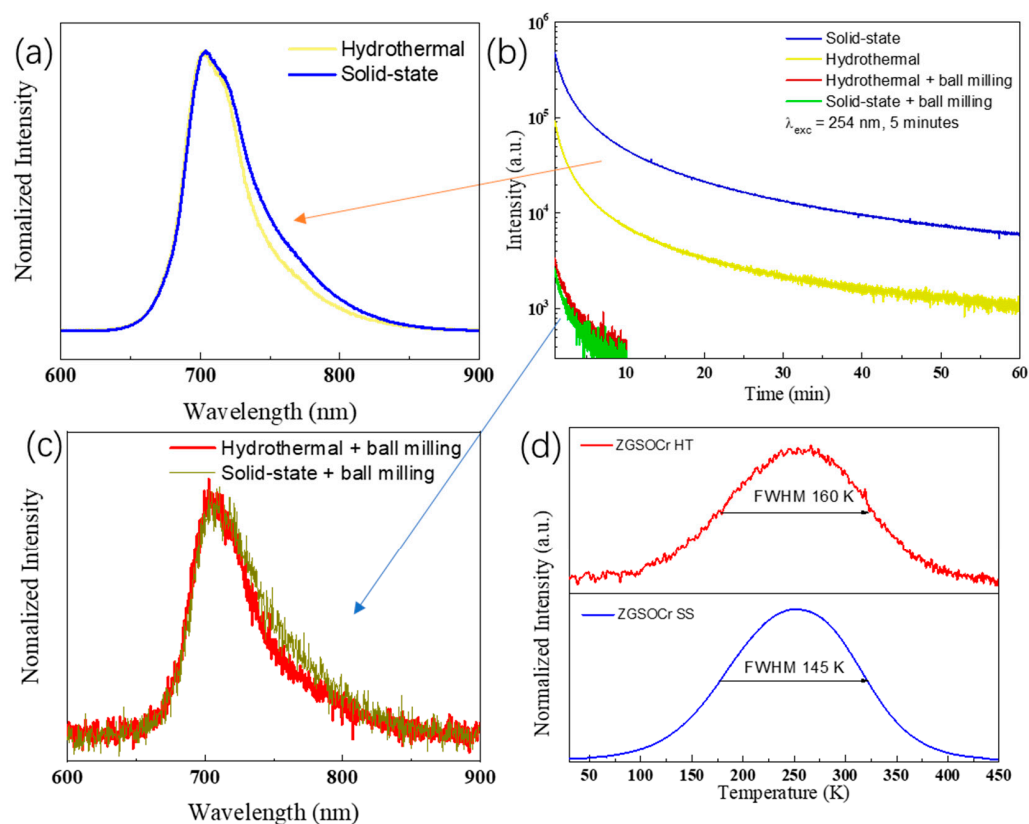 (a)
Hydrothermal
Solid-state
Nomalized Intensity
600
700
800
900
Wavelength (nm)
(b)
10^6
10^5
10^4
10^3
Intensity (a.u.)
Solid-state
Hydrothermal
Hydrothermal + ball milling
Solid-state + ball milling
λexc = 254 nm, 5 minutes
10
20
30
40
50
60
Time (min)
(c)
Hydrothermal + ball milling
Solid-state + ball milling
Nomalized Intensity
600
700
800
900
Wavelength (nm)
(d)
ZGSOCr HT
FWHM 160 K
ZGSOCr SS
FWHM 145 K
Normalized Intensity (a.u.)
50
100
150
200
250
300
350
400
450
Temperature (K)